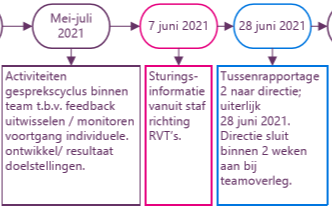 Mei-juli
2021
7 juni 2021
28 juni 2021
Activiteiten
gesprekscyclus binnen
team t.b.v. feedback
uitwisselen / monitoren
voortgang individuele.
ontwikkel/ resultaat
doelstellingen.
Sturings-
informatie
vanuit staf
richting
RVT's.
Tussenrapportage
2 naar directie;
uiterlijk
28 juni 2021.
Directie sluit
binnen 2 weken
aan bij
teamoverleg.